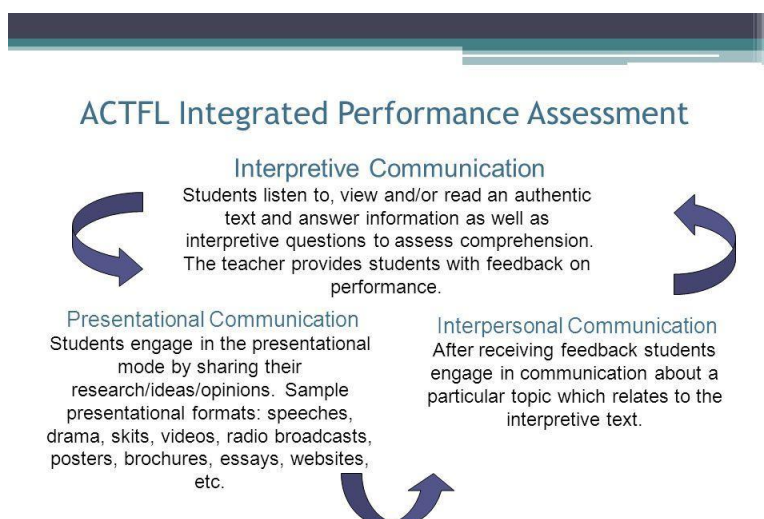 ACTFL Integrated Performance Assessment
Interpretive Communication
Students listen to, view and/or read an authentic
text and answer information as well as
interpretive questions to assess comprehension.
The teacher provides students with feedback on
performance.
Presentational Communication
Students engage in the presentational
mode by sharing their
research/ideas/opinions. Sample
presentational formats: speeches,
drama, skits, videos, radio broadcasts,
posters, brochures, essays, websites,
etc.
Interpersonal Communication
After receiving feedback students
engage in communication about a
particular topic which relates to the
interpretive text.